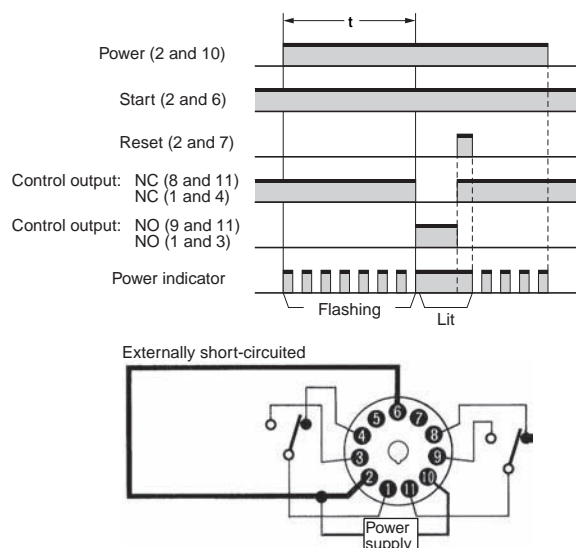 t
Power (2 and 10)
Start (2 and 6)
Reset (2 and 7)
Control output: NC (8 and 11)
NC (1 and 4)
Control output: NO (9 and 11)
NO (1 and 3)
Power indicator
Flashing
Lit
Externally short-circuited
6
5
7
4
8
3
9
2
10
1
11
Power
supply